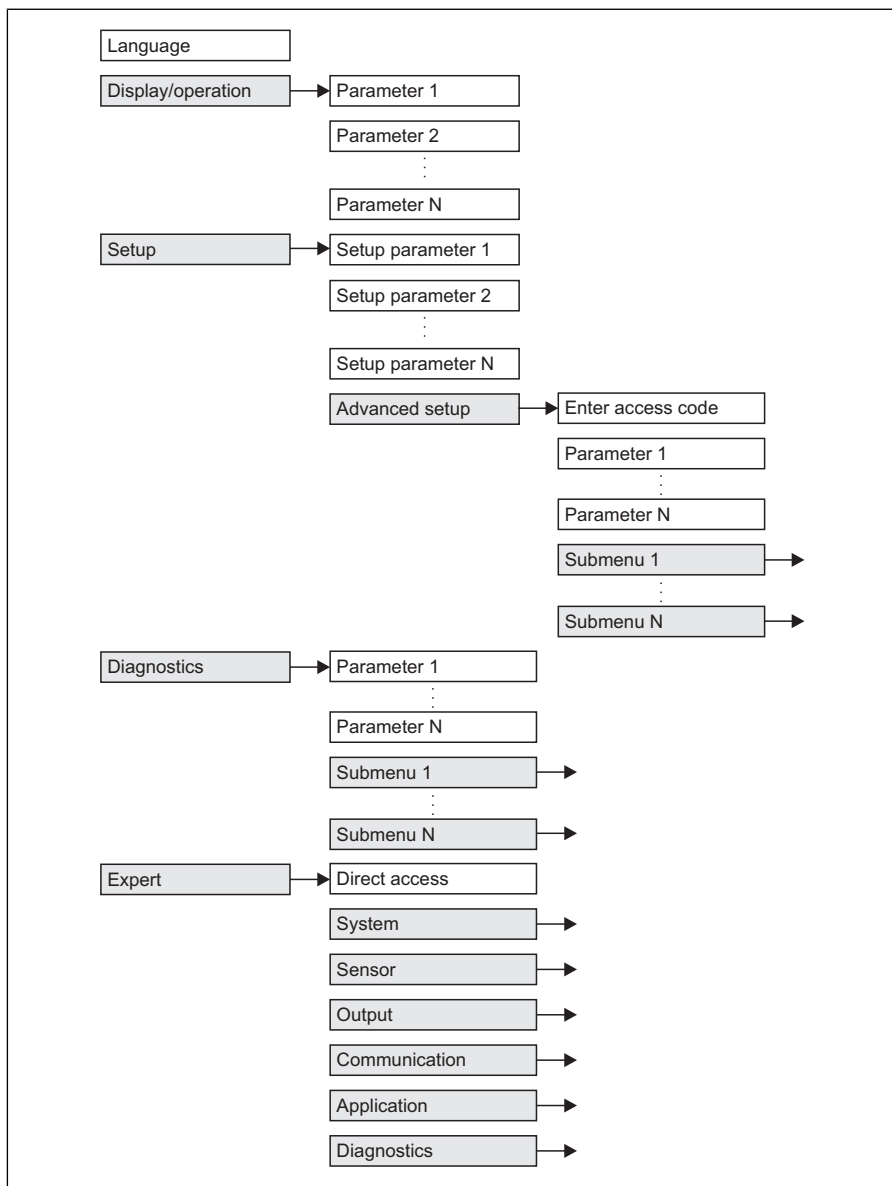 Language
Display/operation
Parameter 1
Parameter 2
Parameter N
Setup
Setup parameter 1
Setup parameter 2
Setup parameter N
Advanced setup
Enter access code
Parameter 1
Parameter N
Submenu 1
Submenu N
Diagnostics
Parameter 1
Parameter N
Submenu 1
Submenu N
Expert
Direct access
System
Sensor
Output
Communication
Application
Diagnostics